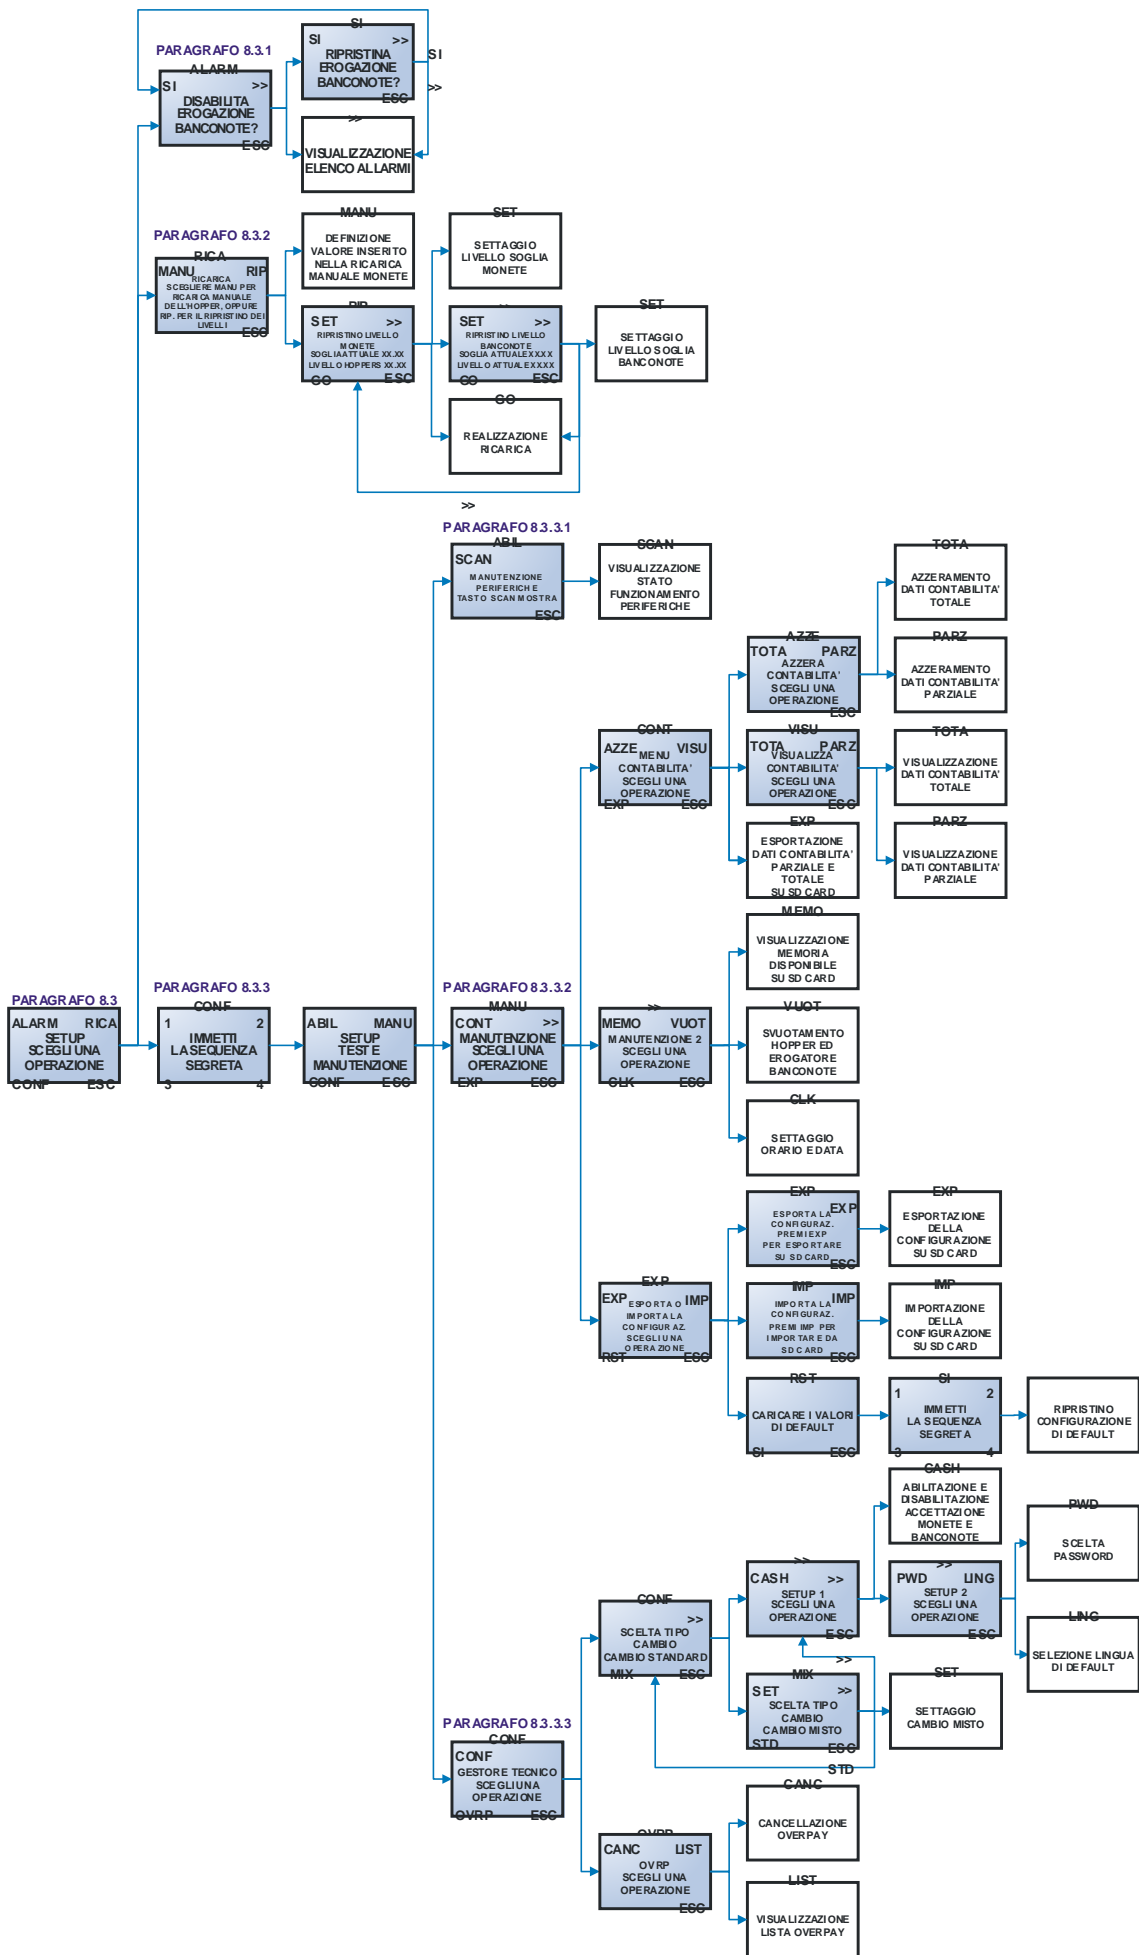 SI
SI >>
RIPRISTINA
EROGAZIONE
BANCONOTE?
ESC
SI
>>
PARAGRAFO 8.3.1
ALARM
SI >>
DISABILITA
EROGAZIONE
BANCONOTE?
ESC
>>
VISUALIZZAZIONE
ELENCO ALLARMI
PARAGRAFO 8.3.2
RICA
MANU RIP
RICARICA
SCEGLIERE MANU PER
RICARICA MANUALE
DELL'HOPPER, OPPURE
RIP. PER IL RIPRISTINO DEI
LIVELLI
ESC
MANU
DEFINIZIONE
VALORE INSERITO
NELLA RICARICA
MANUALE MONETE
SET
SETTAGGIO
LIVELLO SOGLIA
MONETE
RIP
SET >>
RIPRISTINO LIVELLO
MONETE
SOGLIA ATTUALE XX.XX
LIVELLO HOPPERS XX.XX
GO ESC
>>
SET >>
RIPRISTINO LIVELLO
BANCONOTE
SOGLIA ATTUALE XX.XX
LIVELLO ATTUALE XX.XX
GO ESC
SET
SETTAGGIO
LIVELLO SOGLIA
BANCONOTE
GO
REALIZZAZIONE
RICARICA
>>
PARAGRAFO 8.3.3.1
ABIL
SCAN
MANUTENZIONE
PERIFERICHE
TASTO SCAN MOSTRA
ESC
SCAN
VISUALIZZAZIONE
STATO
FUNZIONAMENTO
PERIFERICHE
TOTA
AZZERAMENTO
DATI CONTABILITA'
TOTALE
AZZE
TOTA PARZ
AZZERA
CONTABILITA'
SCEGLI UNA
OPERAZIONE
ESC
PARZ
AZZERAMENTO
DATI CONTABILITA'
PARZIALE
CONT
AZZE VISU
MENU
CONTABILITA'
SCEGLI UNA
OPERAZIONE
EXP ESC
VISU
TOTA PARZ
VISUALIZZA
CONTABILITA'
SCEGLI UNA
OPERAZIONE
ESC
TOTA
VISUALIZZAZIONE
DATI CONTABILITA'
TOTALE
EXP
ESPORTAZIONE
DATI CONTABILITA'
PARZIALE E
TOTALE
SU SD CARD
PARZ
VISUALIZZAZIONE
DATI CONTABILITA'
PARZIALE
MEMO
VISUALIZZAZIONE
MEMORIA
DISPONIBILE
SU SD CARD
PARAGRAFO 8.3
ALARM RICA
SETUP
SCEGLI UNA
OPERAZIONE
CONF ESC
PARAGRAFO 8.3.3
CONF
1 2
IMMETTI
LA SEQUENZA
SEGRETA
3 4
ABIL MANU
SETUP
TEST E
MANUTENZIONE
CONF ESC
PARAGRAFO 8.3.3.2
MANU
CONT >>
MANUTENZIONE
SCEGLI UNA
OPERAZIONE
EXP ESC
>>
MEMO VUOT
MANUTENZIONE 2
SCEGLI UNA
OPERAZIONE
CLK ESC
VUOT
SVUOTAMENTO
HOPPER ED
EROGATORE
BANCONOTE
CLK
SETTAGGIO
ORARIO E DATA
EXP
EXP
ESPORTA LA
CONFIGURAZ.
PREMI EXP
PER ESPORTARE
SU SD CARD
ESC
EXP
ESPORTAZIONE
DELLA
CONFIGURAZIONE
SU SD CARD
EXP
EXP IMP
ESPORTA O
IMPORTA LA
CONFIGURAZ.
SCEGLI UNA
OPERAZIONE
RST ESC
IMP
IMP
IMPORTA LA
CONFIGURAZ.
PREMI IMP PER
IMPORTARE DA
SD CARD
ESC
IMP
IMPORTAZIONE
DELLA
CONFIGURAZIONE
SU SD CARD
RST
CARICARE I VALORI
DI DEFAULT
SI ESC
SI
1 2
IMMETTI
LA SEQUENZA
SEGRETA
3 4
RIPRISTINO
CONFIGURAZIONE
DI DEFAULT
CASH
ABILITAZIONE E
DISABILITAZIONE
ACCETTAZIONE
MONETE E
BANCONOTE
PWD
SCELTA
PASSWORD
>>
CASH >>
SETUP 1
SCEGLI UNA
OPERAZIONE
ESC
>>
PWD LING
SETUP 2
SCEGLI UNA
OPERAZIONE
ESC
CONF
>>
SCELTA TIPO
CAMBIO
CAMBIO STANDARD
MIX ESC
LING
SELEZIONE LINGUA
DI DEFAULT
>>
MIX
SET >>
SCELTA TIPO
CAMBIO
CAMBIO MISTO
STD ESC
SET
SETTAGGIO
CAMBIO MISTO
STD
PARAGRAFO 8.3.3.3
CONF
CONF
GESTORE TECNICO
SCEGLI UNA
OPERAZIONE
OVRP ESC
CANC
CANCELLAZIONE
OVERPAY
OVRP
CANC LIST
OVRP
SCEGLI UNA
OPERAZIONE
ESC
LIST
VISUALIZZAZIONE
LISTA OVERPAY